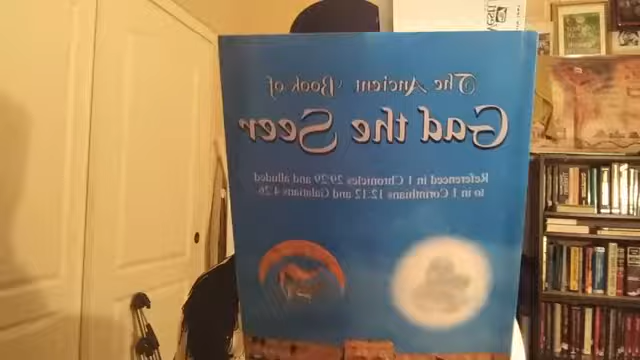 The Ancient Book of
Gad the Seer
Referenced in 1 Chronicles 29:29 and alluded
to in 1 Corinthians 12:12 and Galatians 4:26